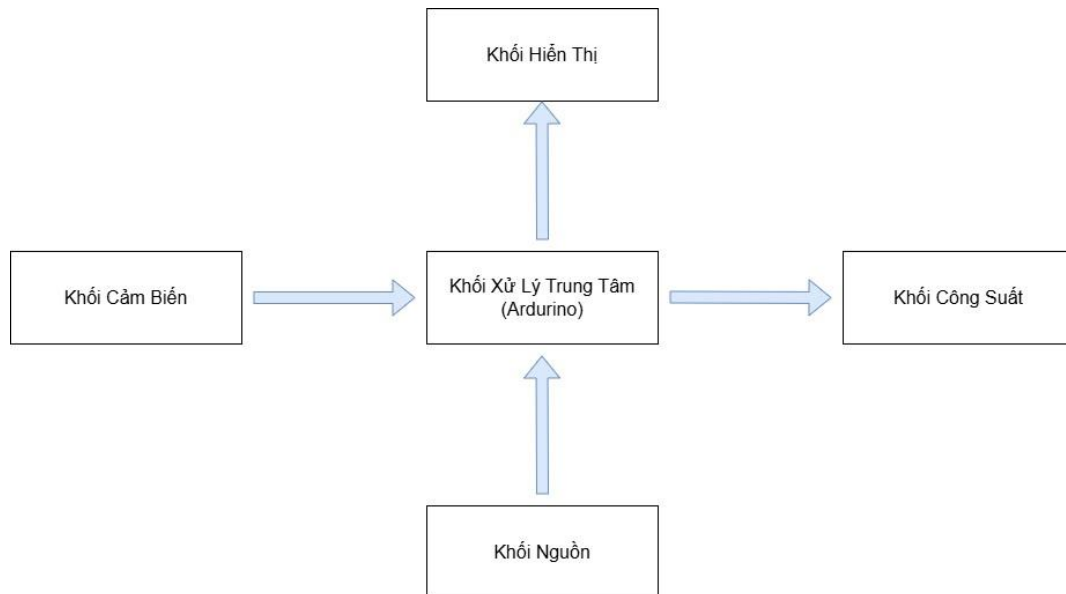 Khối Hiển Thị
Khối Cảm Biến
Khối Xử Lý Trung Tâm
(Ardurino)
Khối Công Suất
Khối Nguồn